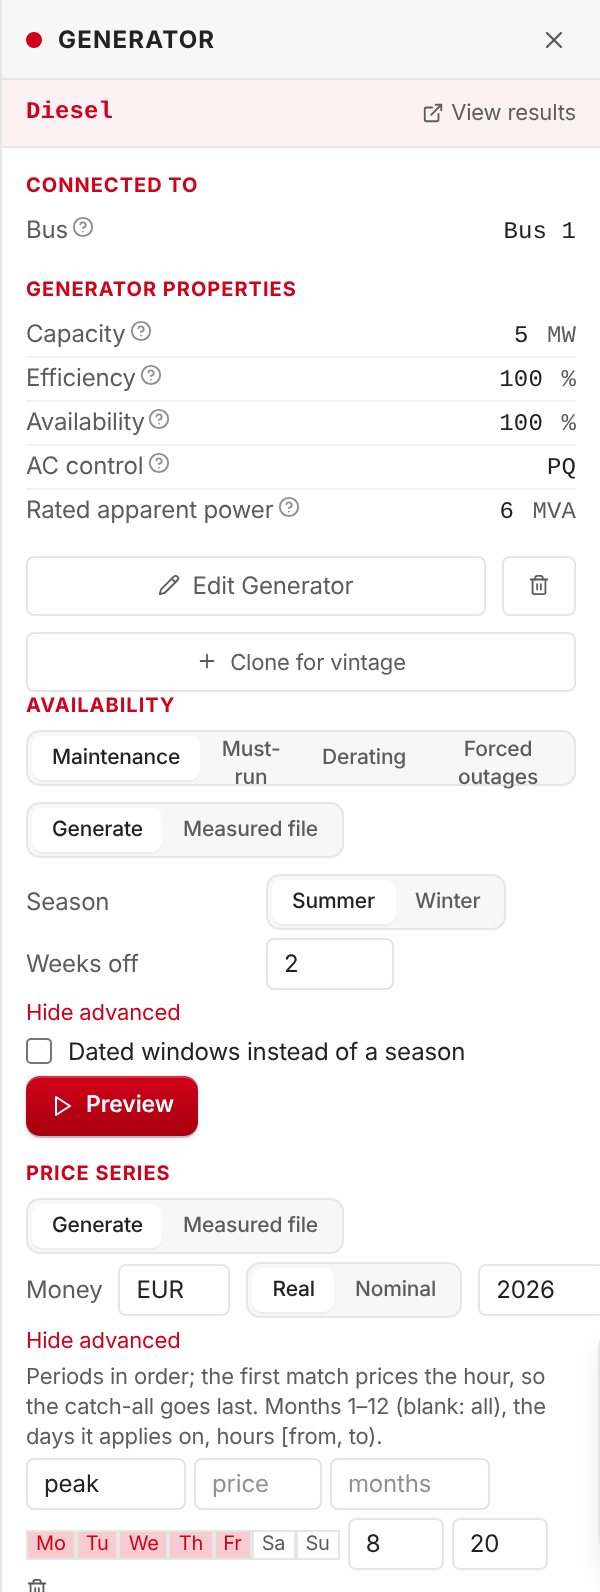 GENERATOR
Diesel View results
CONNECTED TO
Bus Bus 1
GENERATOR PROPERTIES
Capacity 5 MW
Efficiency 100 %
Availability 100 %
AC control PQ
Rated apparent power 6 MVA
Edit Generator
+ Clone for vintage
AVAILABILITY
Maintenance Must-run Derating Forced outages
Generate Measured file
Season Summer Winter
Weeks off 2
Hide advanced
Dated windows instead of a season
Preview
PRICE SERIES
Generate Measured file
Money EUR Real Nominal 2026
Hide advanced
Periods in order; the first match prices the hour, so
the catch-all goes last. Months 1–12 (blank: all), the
days it applies on, hours [from, to).
peak price months
Mo Tu We Th Fr Sa Su 8 20